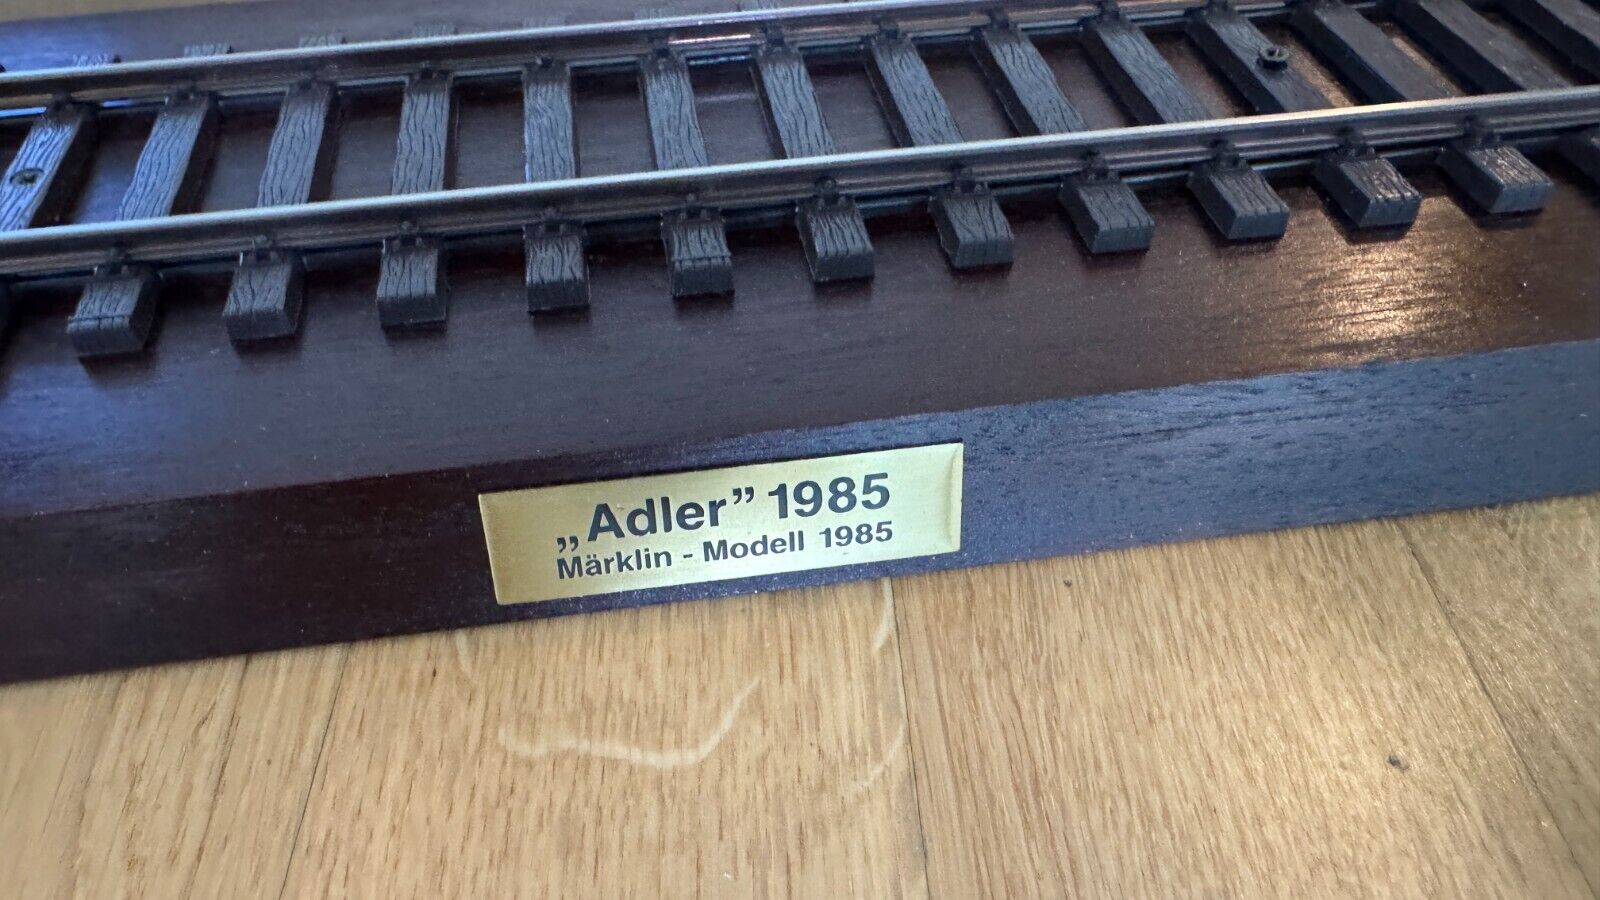 „Adler” 1985
Märklin - Modell 1985